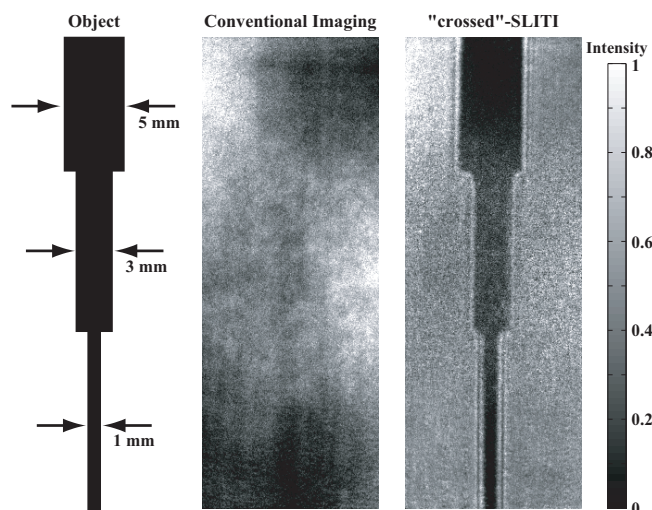 Object
Conventional Imaging
"crossed"-SLITI
Intensity
5 mm
3 mm
1 mm
1
0.8
0.6
0.4
0.2
0